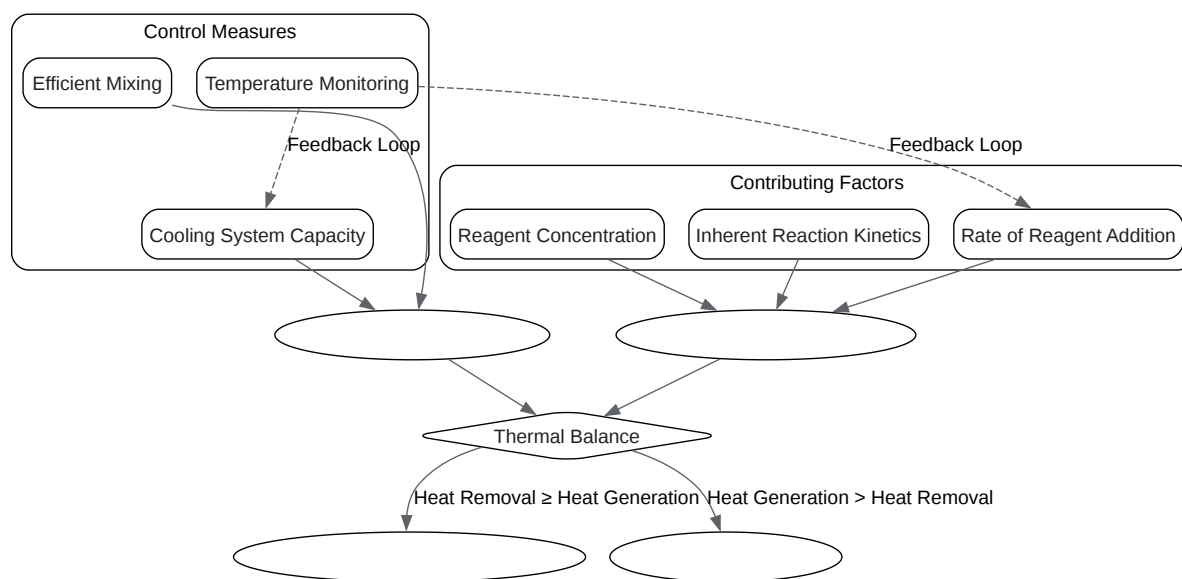 Control Measures
Efficient Mixing
Temperature Monitoring
Feedback Loop
Feedback Loop
Contributing Factors
Cooling System Capacity
Reagent Concentration
Inherent Reaction Kinetics
Rate of Reagent Addition
Thermal Balance
Heat Removal ≥ Heat Generation
Heat Generation > Heat Removal